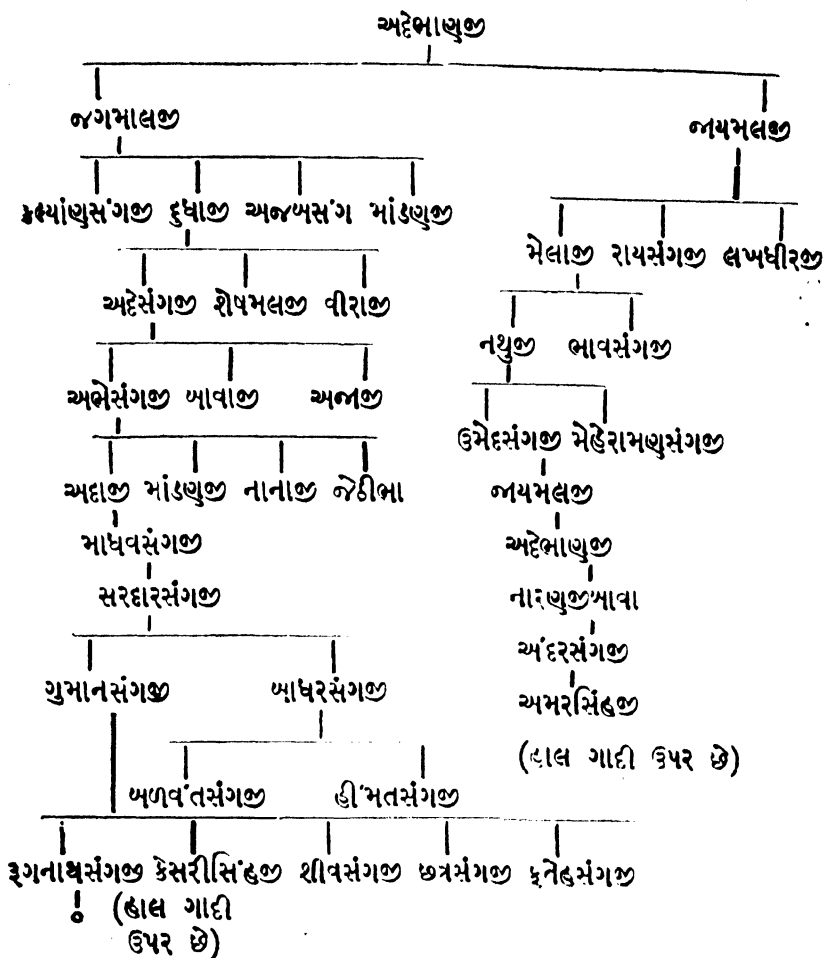 અદેભાણજી
જગમાલજી
જાયમલજી
કલ્યાંણસંગજી દુધાજી અજબસંગ માંડણજી
મેલાજી રાયસંગજી લખધીરજી
અદેસંગજી શેષમલજી વીરાજી
નથુજી ભાવસંગજી
અભેસંગજી બાવાજી અજાજી
ઉમેદસંગજી મેહેરામણસંગજી
અદાજી માંડણજી નાનાજી જેઠીભા
જાયમલજી
માધવસંગજી
અદેભાણજી
સરદારસંગજી
નારણજીબાવા
અંદરસંગજી
ગુમાનસંગજી બાધરસંગજી
અમરસિંહજી
(હાલ ગાદી ઉપર છે)
બળવંતસંગજી હીંમતસંગજી
રૂગનાથસંગજી કેસરીસિંહજી શીવસંગજી છત્રસંગજી ફતેહસંગજી
૦ (હાલ ગાદી
ઉપર છે)